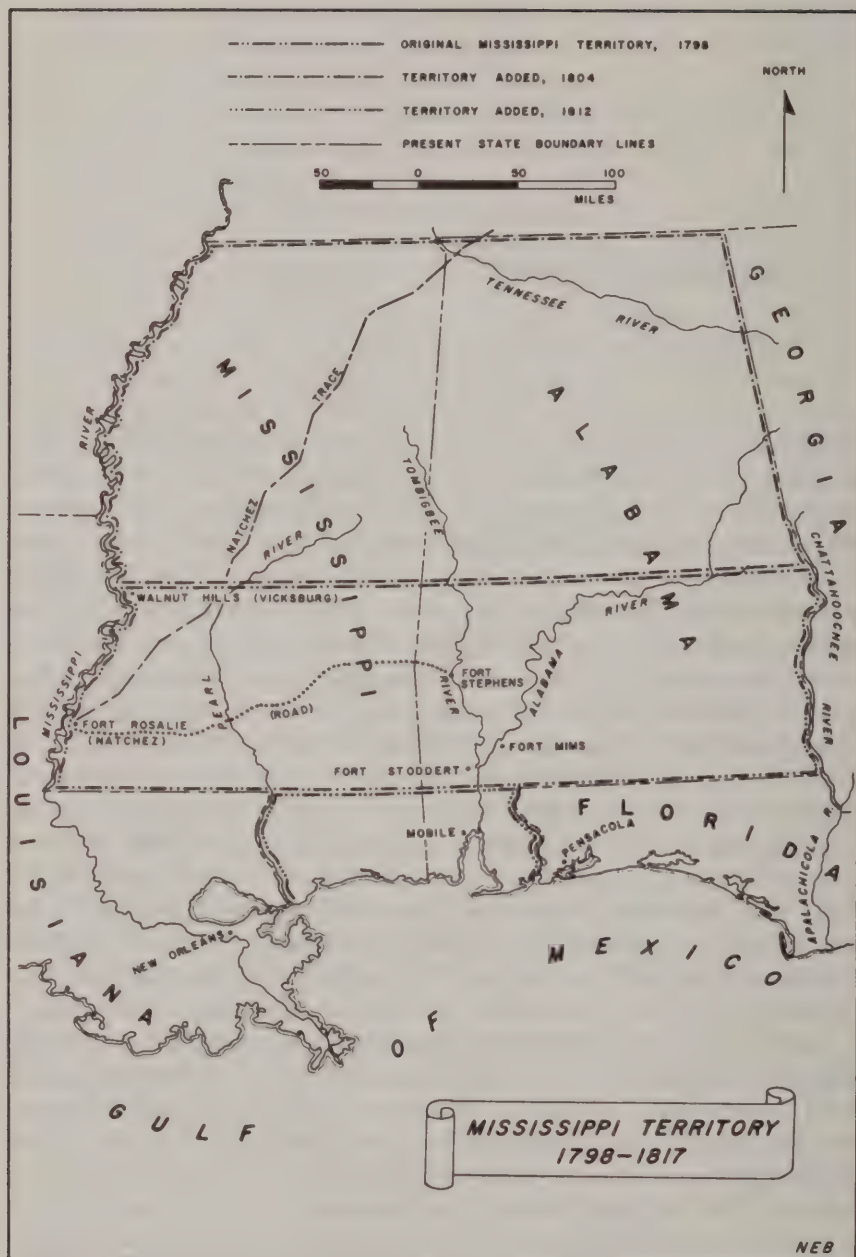 ORIGINAL MISSISSIPPI TERRITORY, 1798
TERRITORY ADDED, 1804
TERRITORY ADDED, 1812
PRESENT STATE BOUNDARY LINES
50 0 50 100
MILES
NORTH
GEORGIA
TENNESSEE
RIVER
MISSISSIPPI
ALABAMA
RIVER
TRACE
NATCHEZ
TOMBIGBEE
RIVER
CHATTAHOOCHEE
RIVER
WALNUT HILLS (VICKSBURG)
RIVER
ALABAMA
MISSISSIPPI
PEARL
FORT STEPHENS
RIVER
FORT ROSALIE
(NATCHEZ)
(ROAD)
FORT MIMS
FORT STODDERT
LOUISIANA
FLORIDA
MOBILE
PENSACOLA
APALACHICOLA R.
NEW ORLEANS
GULF OF MEXICO
MISSISSIPPI TERRITORY
1798-1817
NEB